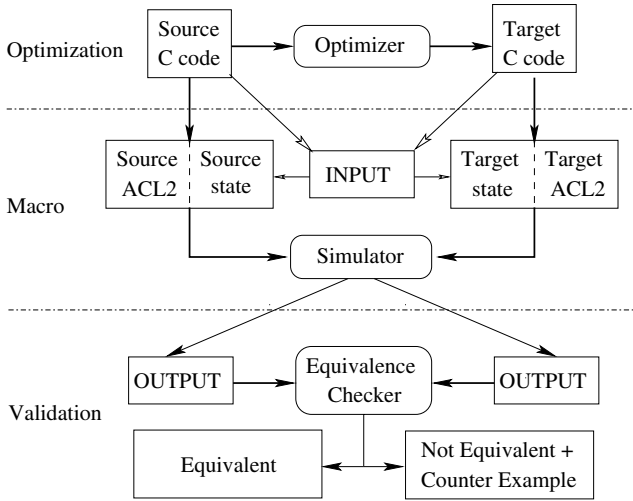 Optimization
Source
C code
Optimizer
Target
C code
Macro
Source
ACL2
Source
state
INPUT
Target
state
Target
ACL2
Simulator
Validation
OUTPUT
Equivalence
Checker
OUTPUT
Equivalent
Not Equivalent +
Counter Example